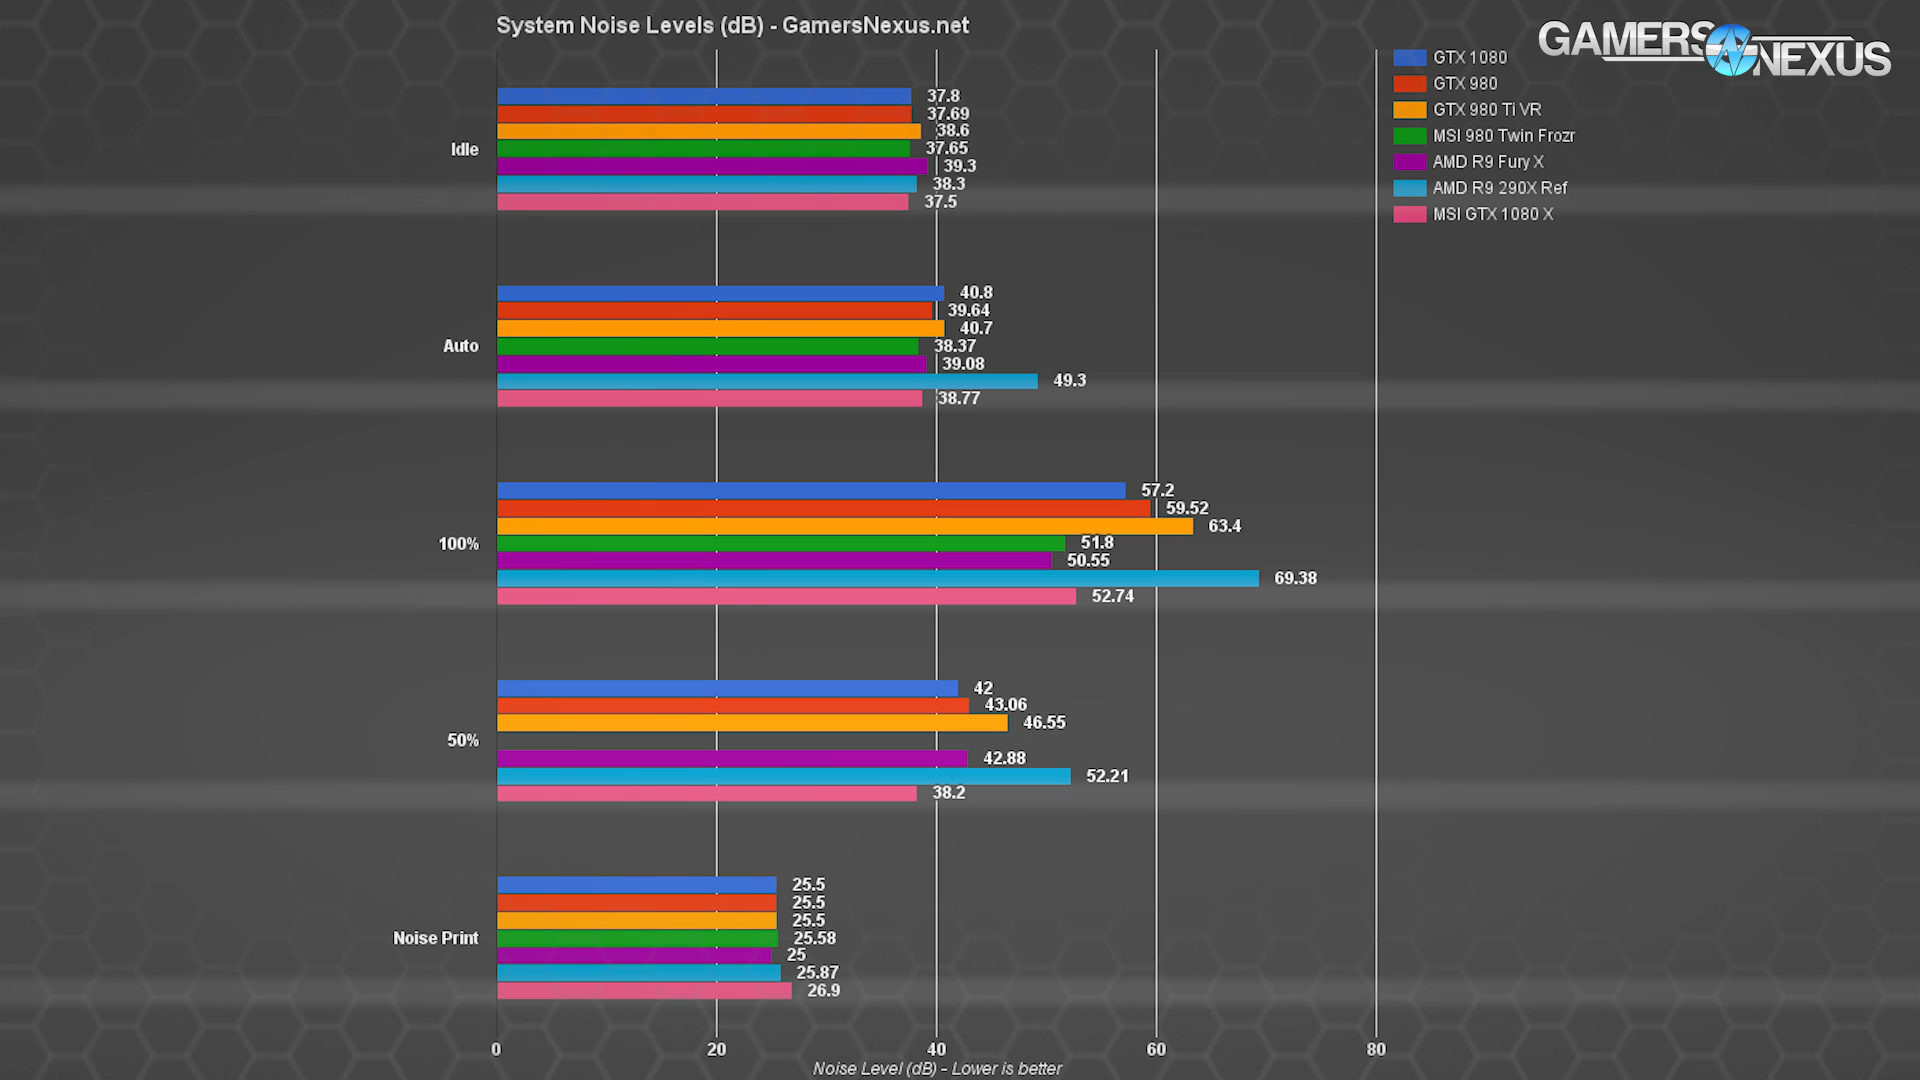 System Noise Levels (dB) - GamersNexus.net
GAMERS NEXUS
GTX 1080
GTX 980
GTX 980 Ti VR
MSI 980 Twin Frozr
AMD R9 Fury X
AMD R9 290X Ref
MSI GTX 1080 X
Idle
37.8
37.69
38.6
37.65
39.3
38.3
37.5
Auto
40.8
39.64
40.7
38.37
39.08
49.3
38.77
100%
57.2
59.52
63.4
51.8
50.55
69.38
52.74
50%
42
43.06
46.55
42.88
52.21
38.2
Noise Print
25.5
25.5
25.5
25.58
25
25.87
26.9
0 20 40 60 80
Noise Level (dB) - Lower is better